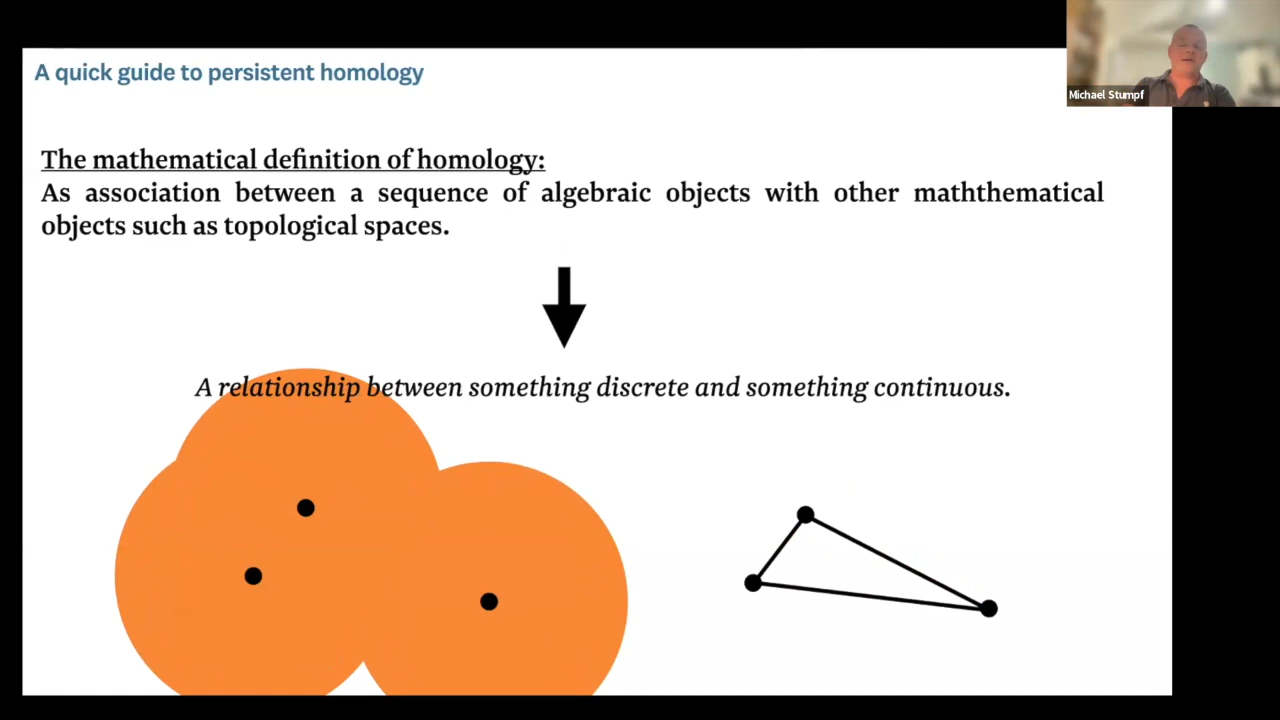 A quick guide to persistent homology
Michael Stumpf
The mathematical definition of homology:
As association between a sequence of algebraic objects with other maththematical
objects such as topological spaces.
A relationship between something discrete and something continuous.